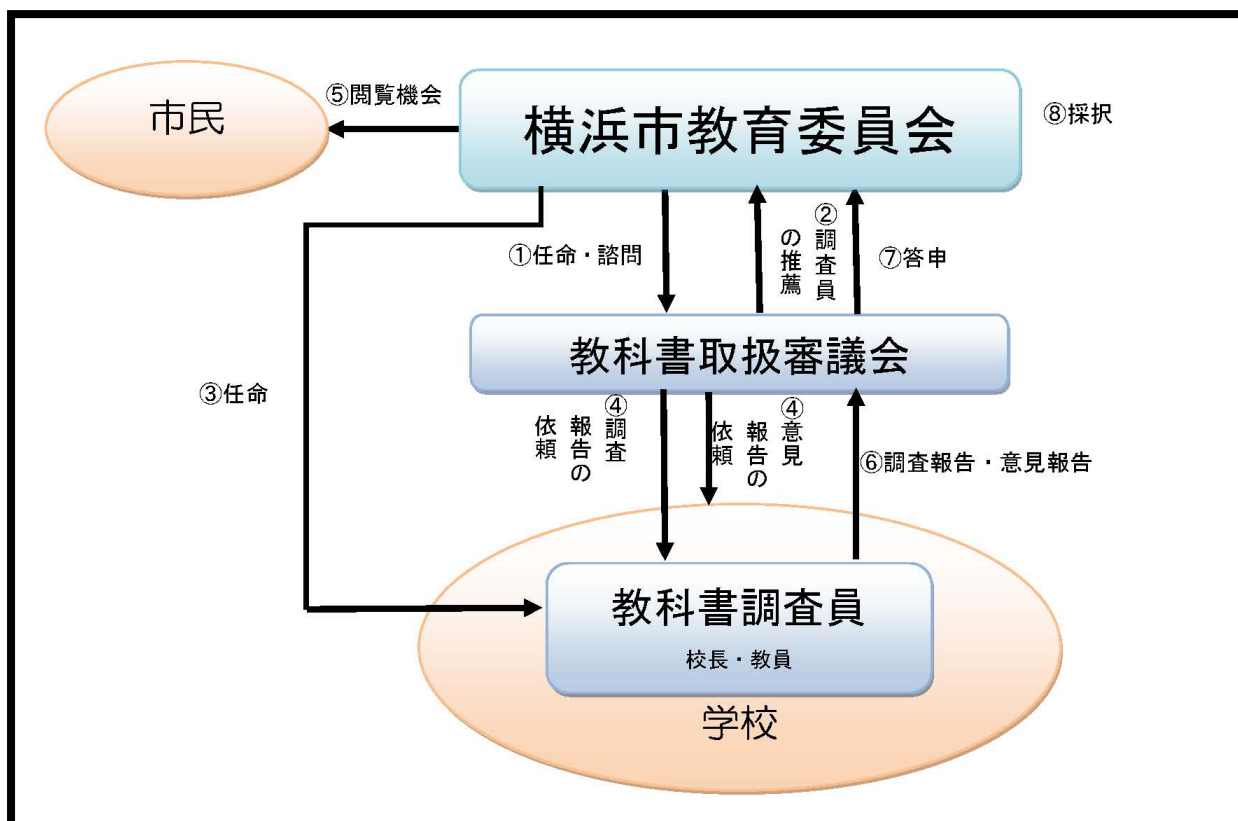 市民
⑤閲覧機会
横浜市教育委員会
⑧採択
①任命・諮問
②調査員
の推薦
⑦答申
教科書取扱審議会
③任命
④調査
報告の
依頼
④意見
報告の
依頼
⑥調査報告・意見報告
教科書調査員
校長・教員
学校